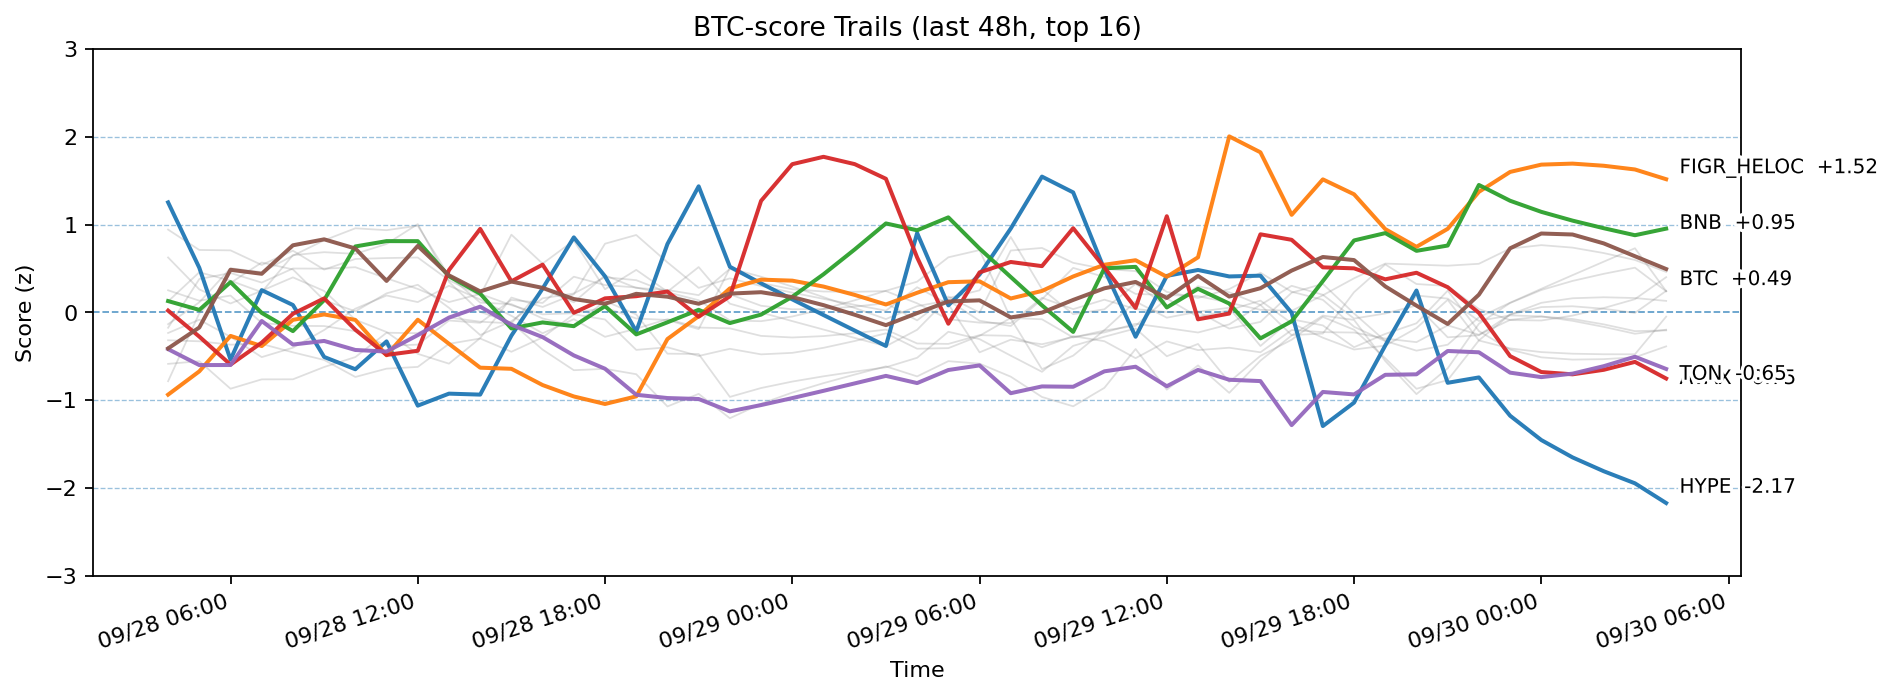 BTC-score Trails (last 48h, top 16)
Score (z)
3
2
1
0
−1
−2
−3
FIGR_HELOC +1.52
BNB +0.95
BTC +0.49
TON -0.65
HYPE -2.17
09/28 06:00
09/28 12:00
09/28 18:00
09/29 00:00
09/29 06:00
09/29 12:00
09/29 18:00
09/30 00:00
09/30 06:00
Time